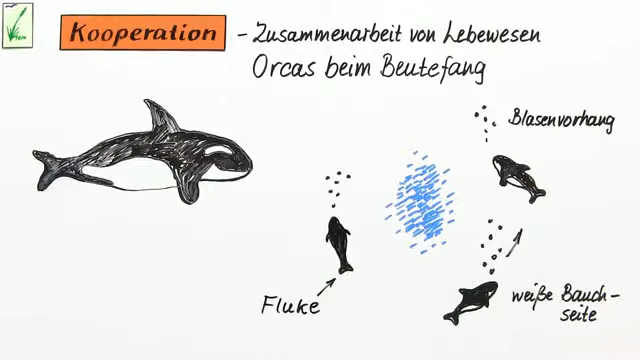 Kooperation - Zusammenarbeit von Lebewesen
Orcas beim Beutefang
Blasenvorhang
Fluke
weiße Bauch-
seite